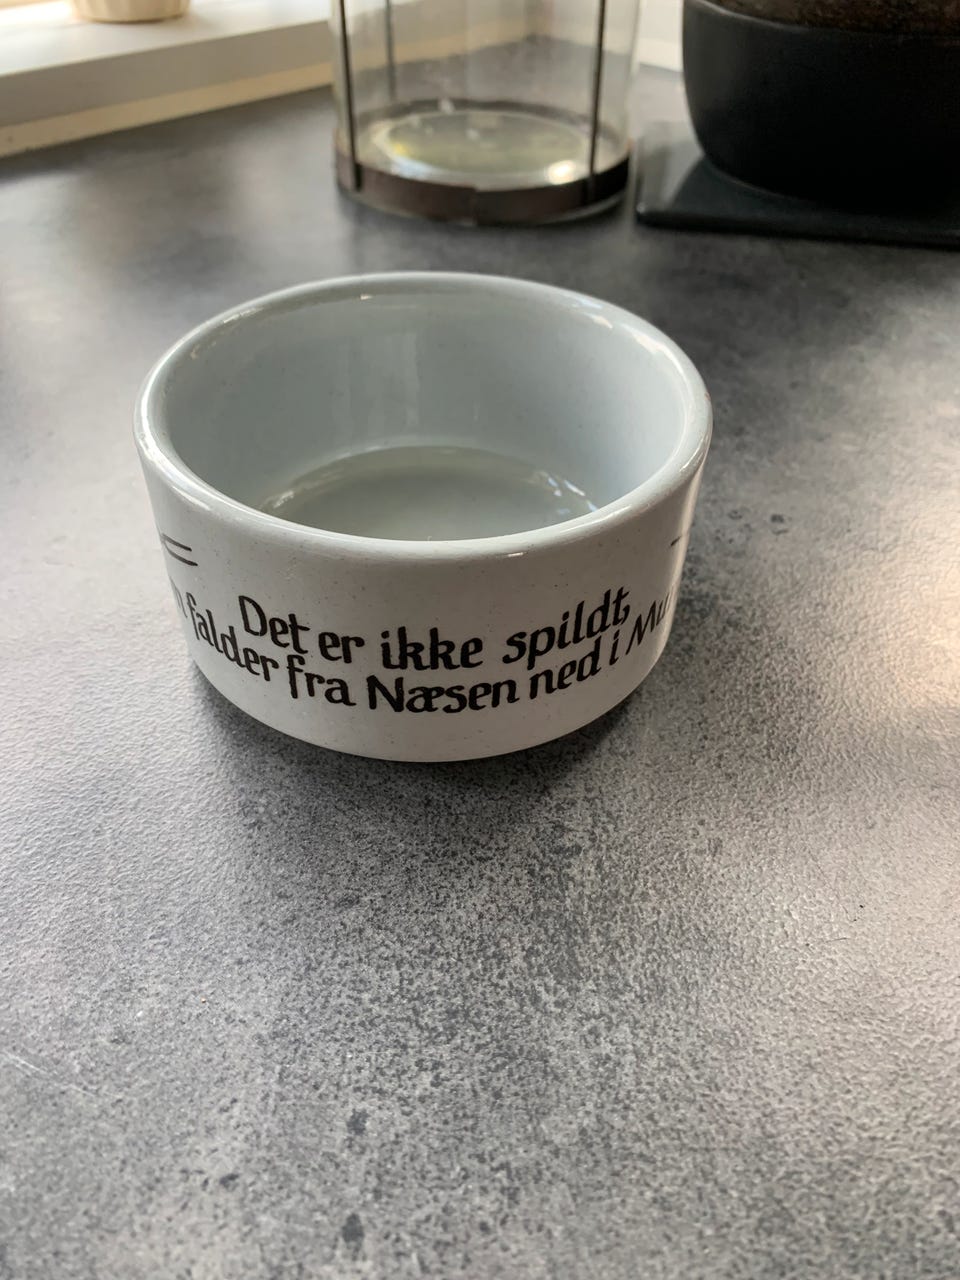 Det er ikke spildt,
falder fra Næsen ned i